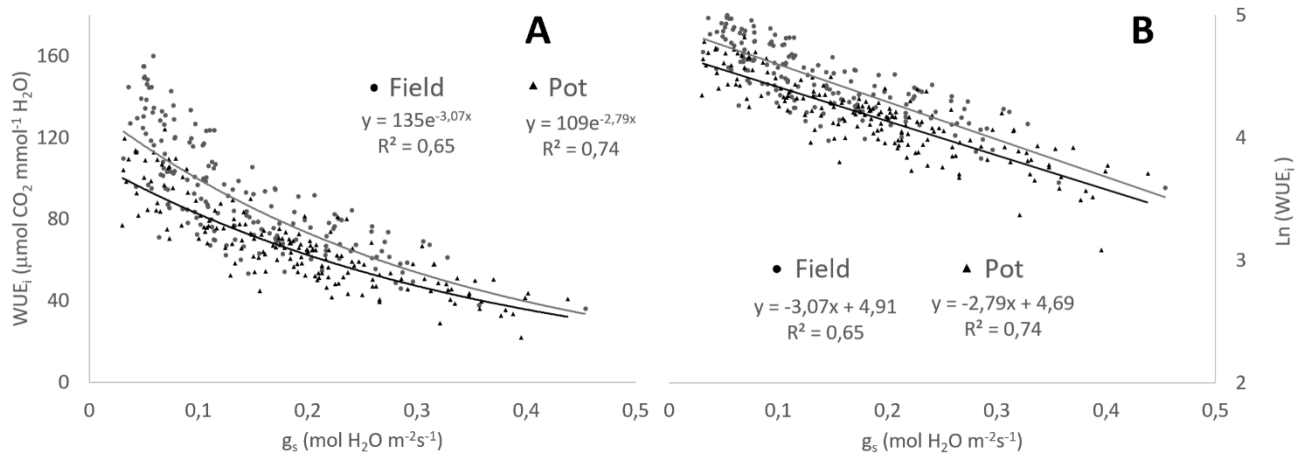 A
B
160
120
80
40
0
WUEi (µmol CO2 mmol-1 H2O)
● Field
▲ Pot
y = 135e-3,07x
y = 109e-2,79x
R² = 0,65
R² = 0,74
0
0,1
0,2
0,3
0,4
0,5
gs (mol H2O m-2s-1)
5
4
3
2
Ln (WUEi)
● Field
▲ Pot
y = -3,07x + 4,91
y = -2,79x + 4,69
R² = 0,65
R² = 0,74
0
0,1
0,2
0,3
0,4
0,5
gs (mol H2O m-2s-1)